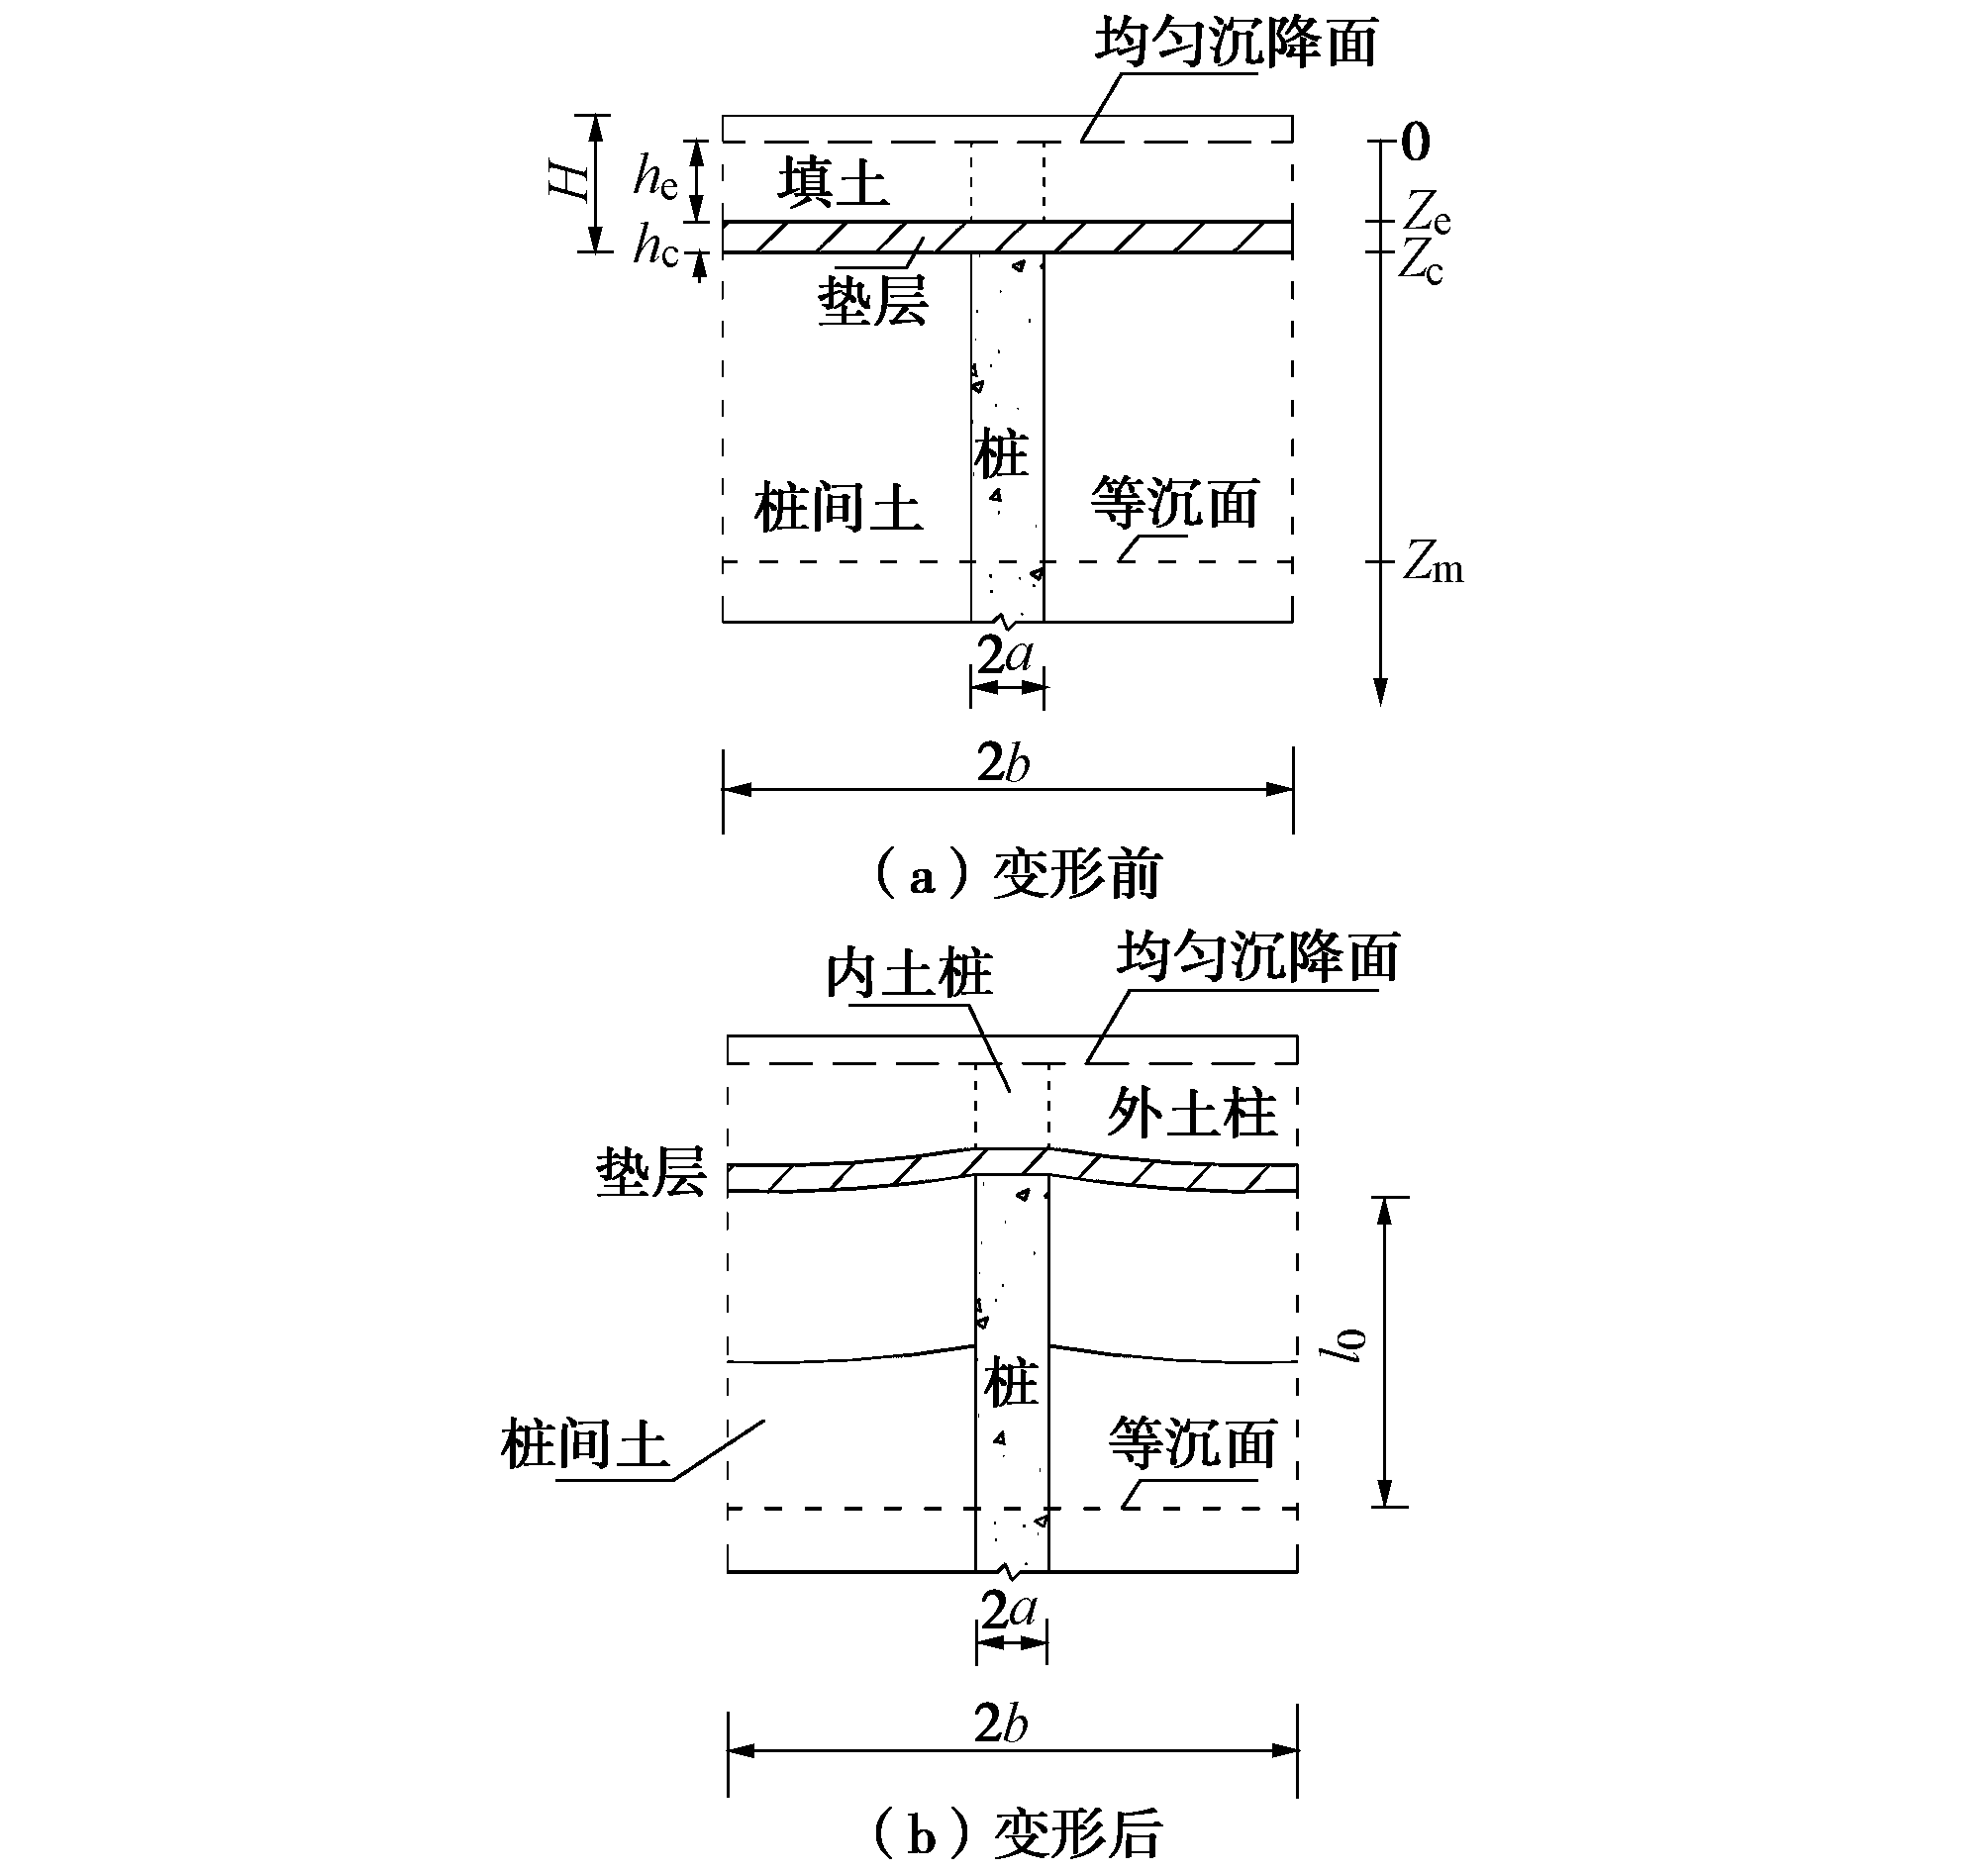 均匀沉降面
0
H
he
填土
Ze
hc
Zc
垫层
桩
桩间土
等沉面
Zm
2a
2b
（a）变形前
内土桩
均匀沉降面
外土柱
垫层
l0
桩
桩间土
等沉面
2a
2b
（b）变形后